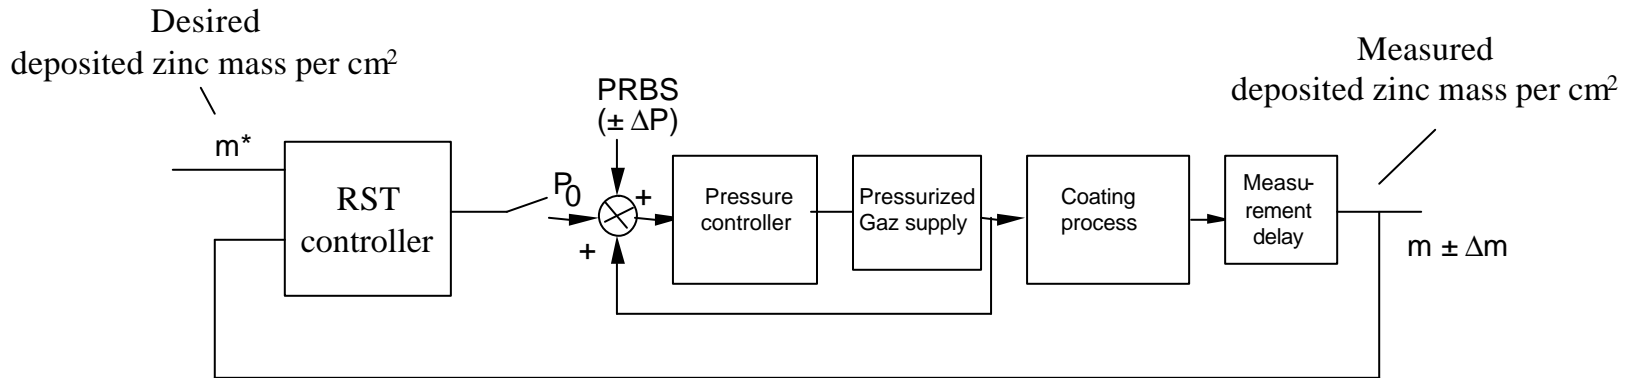 Desired
deposited zinc mass per cm²
Measured
deposited zinc mass per cm²
PRBS
(± ΔP)
m*
P0
+
+
RST
controller
Pressure
controller
Pressurized
Gaz supply
Coating
process
Measu-
rement
delay
m ± Δm